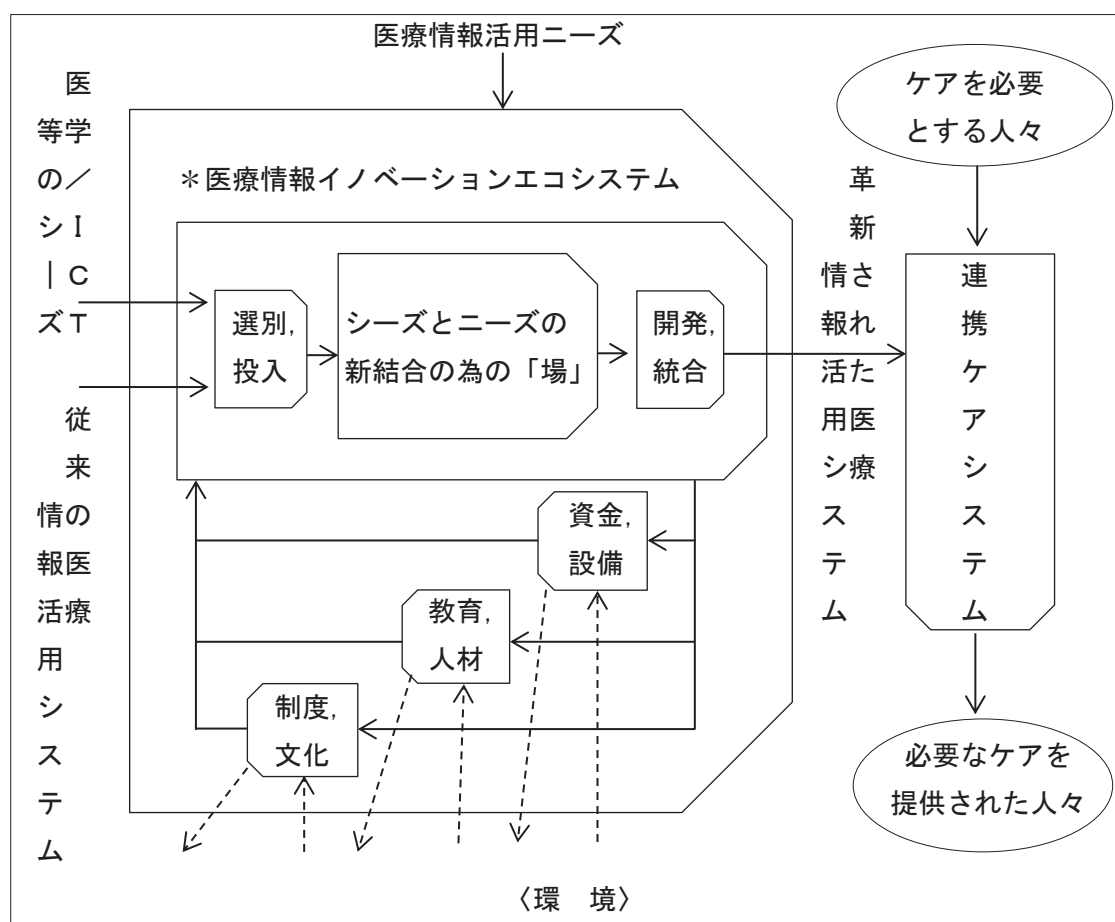 医療情報活用ニーズ
医学／ICT
等のシーズ
従来の医療
情報活用システム
＊医療情報イノベーションエコシステム
選別，
投入
シーズとニーズの
新結合の為の「場」
開発，
統合
資金，
設備
教育，
人材
制度，
文化
革新された医療
情報活用システム
ケアを必要
とする人々
連携ケアシステム
必要なケアを
提供された人々
〈環　境〉